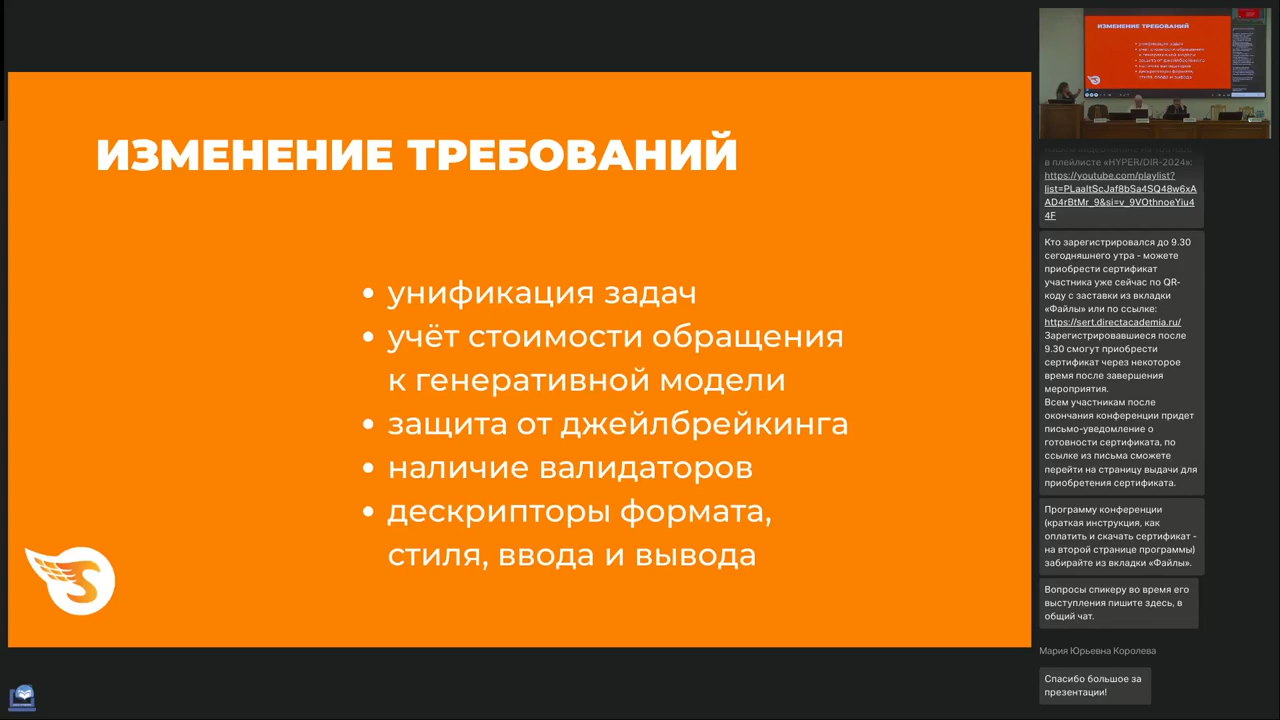 ИЗМЕНЕНИЕ ТРЕБОВАНИЙ
• унификация задач
• учёт стоимости обращения
к генеративной модели
• защита от джейлбрейкинга
• наличие валидаторов
• дескрипторы формата,
стиля, ввода и вывода
ИЗМЕНЕНИЕ ТРЕБОВАНИЙ
в плейлисте «HYPER/DIR-2024»:
https://youtube.com/playlist?
list=PLaaltScJaf8bSa4SQ48w6xA
AD4rBtMr_9&si=v_9VOthnoeYiu4
4F
Кто зарегистрировался до 9.30
сегодняшнего утра - можете
приобрести сертификат
участника уже сейчас по QR-
коду с заставки из вкладки
«Файлы» или по ссылке:
https://sert.directacademia.ru/
Зарегистрировавшиеся после
9.30 смогут приобрести
сертификат через некоторое
время после завершения
мероприятия.
Всем участникам после
окончания конференции придет
письмо-уведомление о
готовности сертификата, по
ссылке из письма сможете
перейти на страницу выдачи для
приобретения сертификата.
Программу конференции
(краткая инструкция, как
оплатить и скачать сертификат -
на второй странице программы)
забирайте из вкладки «Файлы».
Вопросы спикеру во время его
выступления пишите здесь, в
общий чат.
Мария Юрьевна Королева
Спасибо большое за
презентации!